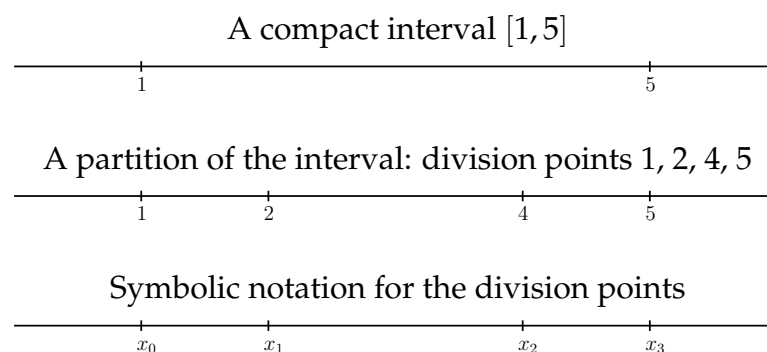 A compact interval [1, 5]
1 5
A partition of the interval: division points 1, 2, 4, 5
1 2 4 5
Symbolic notation for the division points
x₀ x₁ x₂ x₃